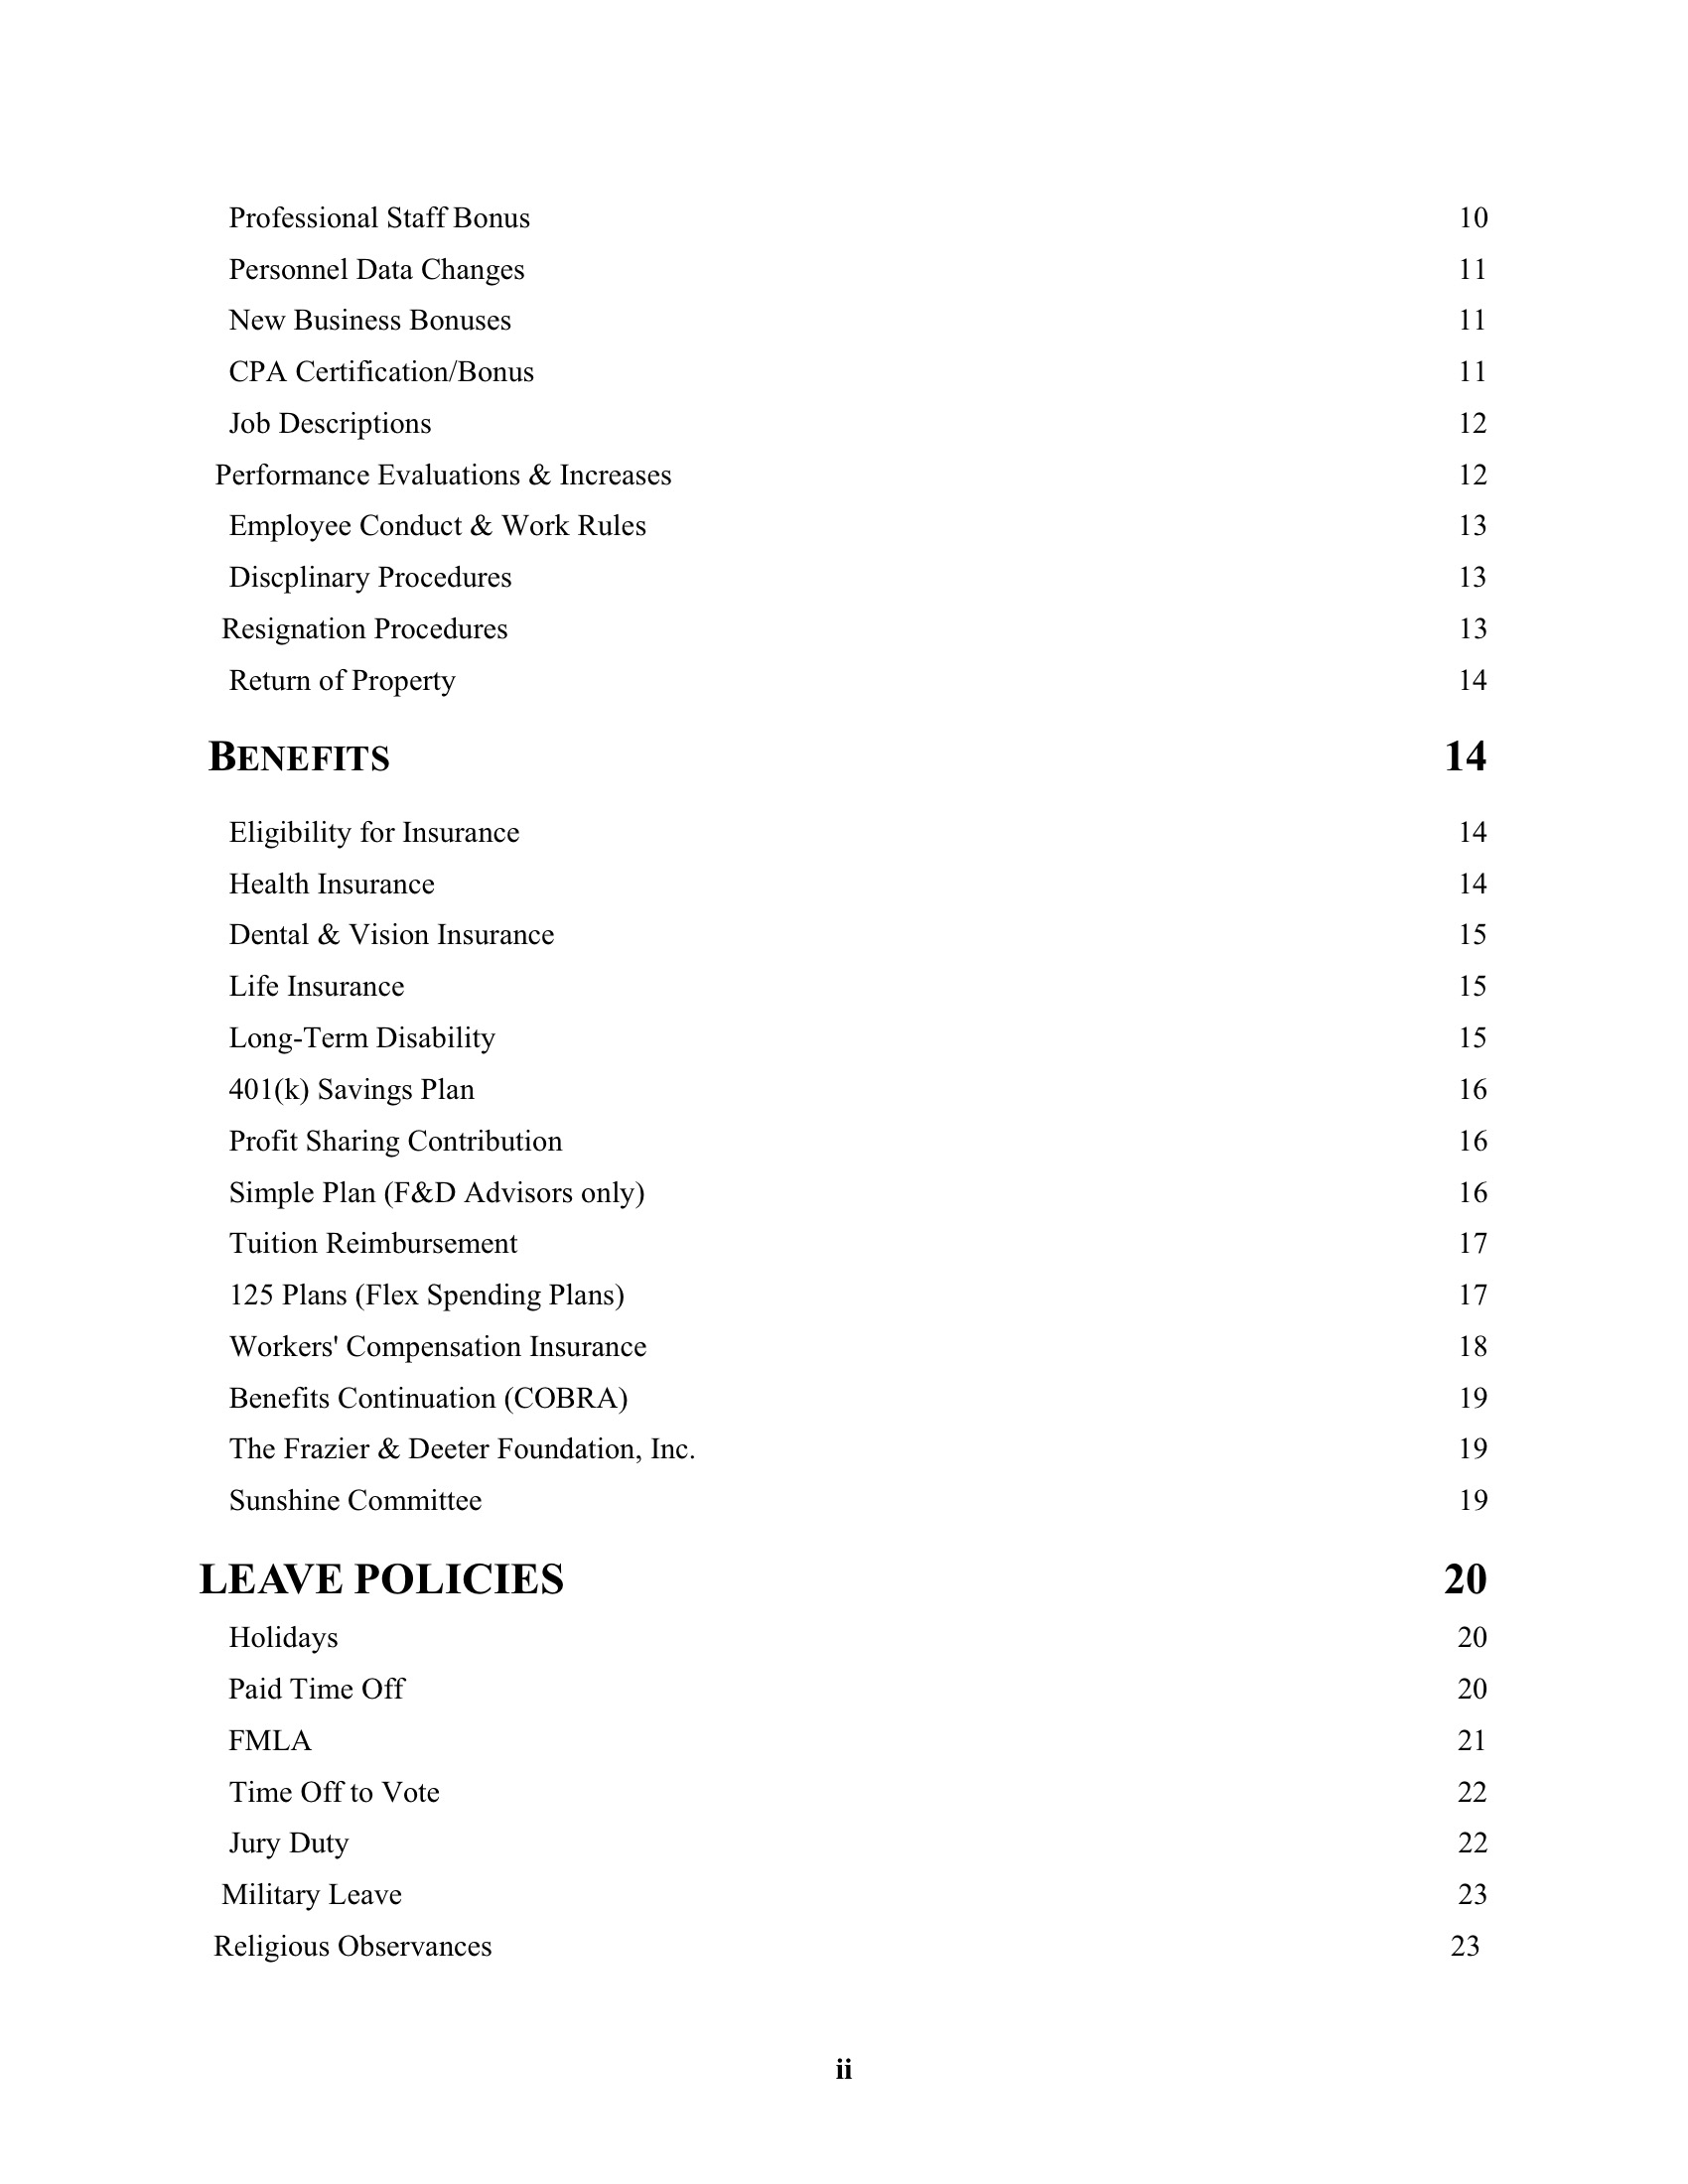 Professional Staff Bonus 10
Personnel Data Changes 11
New Business Bonuses 11
CPA Certification/Bonus 11
Job Descriptions 12
Performance Evaluations & Increases 12
Employee Conduct & Work Rules 13
Discplinary Procedures 13
Resignation Procedures 13
Return of Property 14
BENEFITS 14
Eligibility for Insurance 14
Health Insurance 14
Dental & Vision Insurance 15
Life Insurance 15
Long-Term Disability 15
401(k) Savings Plan 16
Profit Sharing Contribution 16
Simple Plan (F&D Advisors only) 16
Tuition Reimbursement 17
125 Plans (Flex Spending Plans) 17
Workers' Compensation Insurance 18
Benefits Continuation (COBRA) 19
The Frazier & Deeter Foundation, Inc. 19
Sunshine Committee 19
LEAVE POLICIES 20
Holidays 20
Paid Time Off 20
FMLA 21
Time Off to Vote 22
Jury Duty 22
Military Leave 23
Religious Observances 23
ii